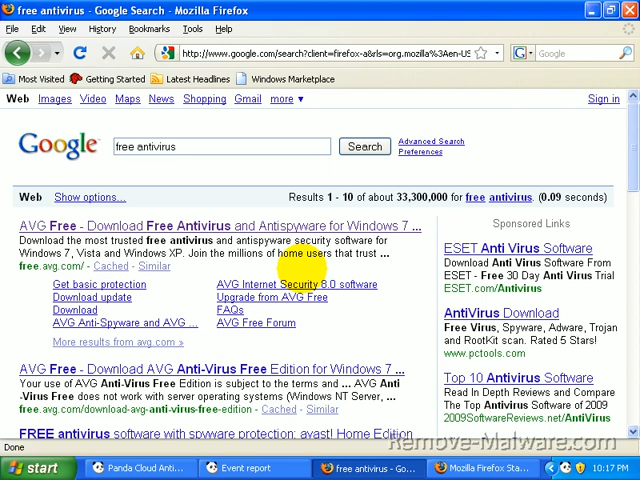 free antivirus - Google Search - Mozilla Firefox
File Edit View History Bookmarks Tools Help
http://www.google.com/search?client=firefox-a&rls=org.mozilla%3Aen-US
Google
Most Visited Getting Started Latest Headlines Windows Marketplace
Web Images Video Maps News Shopping Gmail more ▼ Sign in
Google
free antivirus
Search
Advanced Search
Preferences
Web Show options... Results 1 - 10 of about 33,300,000 for free antivirus. (0.09 seconds)
AVG Free - Download Free Antivirus and Antispyware for Windows 7 ...
Download the most trusted free antivirus and antispyware security software for
Windows 7, Vista and Windows XP. Join the millions of home users that trust ...
free.avg.com/ - Cached - Similar
Get basic protection
Download update
Download
AVG Anti-Spyware and AVG ...
AVG Internet Security 8.0 software
Upgrade from AVG Free
FAQs
AVG Free Forum
More results from avg.com »
AVG Free - Download AVG Anti-Virus Free Edition for Windows 7 ...
Your use of AVG Anti-Virus Free Edition is subject to the terms and ... AVG Anti
-Virus Free does not work with server operating systems (Windows NT Server, ...
free.avg.com/download-avg-anti-virus-free-edition - Cached - Similar
FREE antivirus software with spyware protection: avast! Home Edition
Sponsored Links
ESET Anti Virus Software
Download Anti Virus Software From
ESET - Free 30 Day Anti Virus Trial
ESET.com/Antivirus
AntiVirus Download
Free Virus, Spyware, Adware, Trojan
and RootKit scan. Rated 5 Stars!
www.pctools.com
Top 10 Antivirus Software
Read In Depth Reviews and Compare
The Top Antivirus Software of 2009
2009SoftwareReviews.net/AntiVirus
Remove-Malware.com
Done
start Panda Cloud Anti... Event report free antivirus - Go... Mozilla Firefox Sta... 10:17 PM